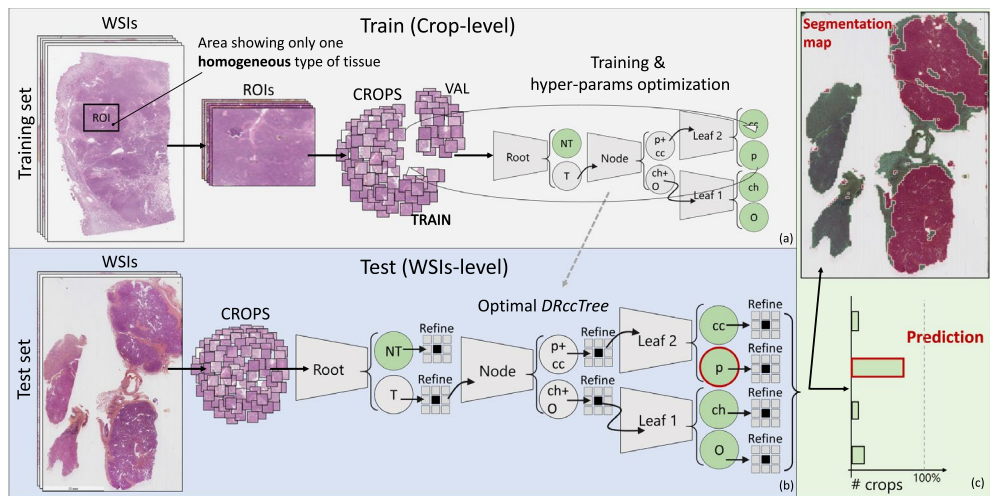 WSIs
Train (Crop-level)
Area showing only one
homogeneous type of tissue
Training set
ROI
ROIs
CROPS
VAL
TRAIN
Training &
hyper-params optimization
Root
NT
T
Node
p+
cc
ch+
O
Leaf 2
Leaf 1
cc
p
ch
O
(a)
WSIs
Test (WSIs-level)
Test set
CROPS
Optimal DRccTree
Root
NT
T
Refine
Refine
Node
p+
cc
ch+
O
Refine
Refine
Leaf 2
Leaf 1
cc
p
ch
O
Refine
Refine
Refine
Refine
(b)
Segmentation
map
Prediction
# crops
100%
(c)